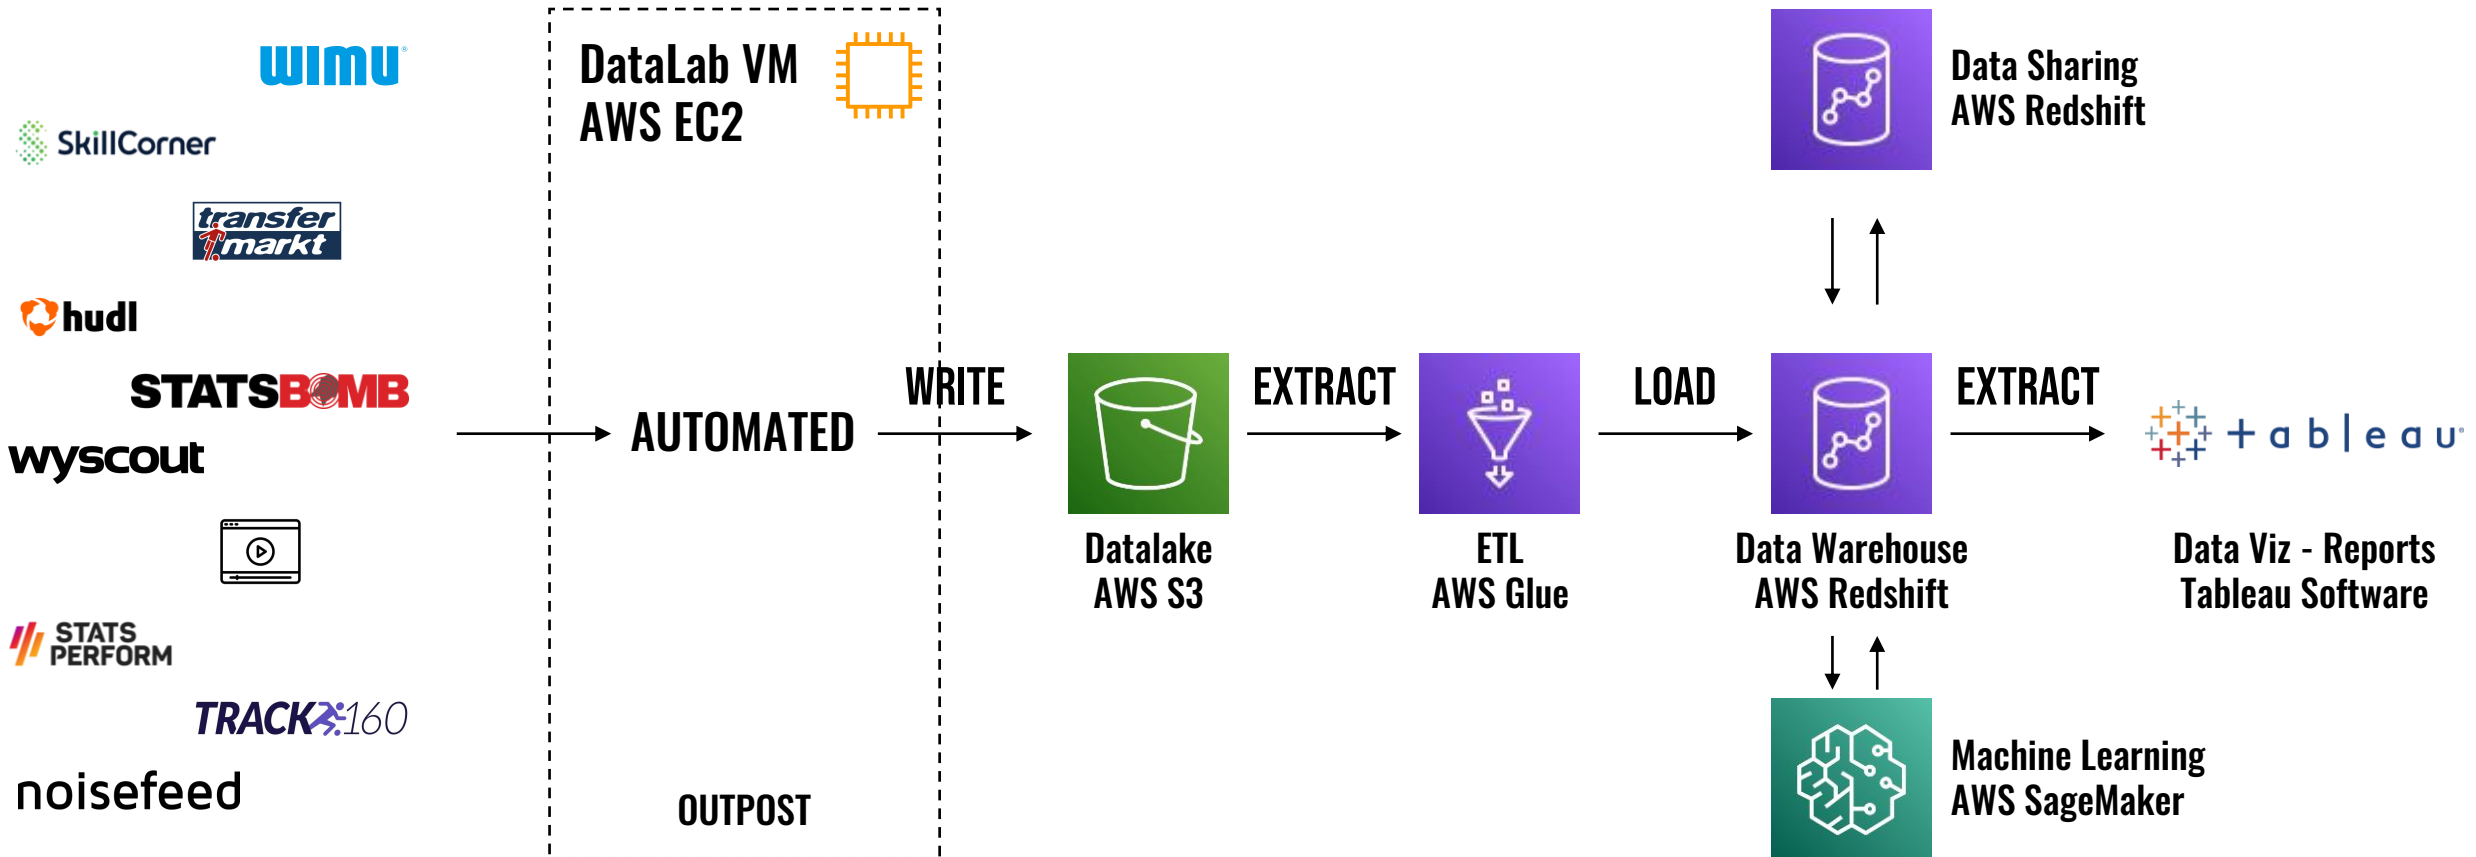 WIMU
SkillCorner
transfer
markt
hudl
STATSBOMB
wyscout
STATS
PERFORM
TRACK160
noisefeed
DataLab VM
AWS EC2
AUTOMATED
OUTPOST
WRITE
Datalake
AWS S3
EXTRACT
ETL
AWS Glue
LOAD
Data Sharing
AWS Redshift
Data Warehouse
AWS Redshift
Machine Learning
AWS SageMaker
EXTRACT
+ableau
Data Viz - Reports
Tableau Software